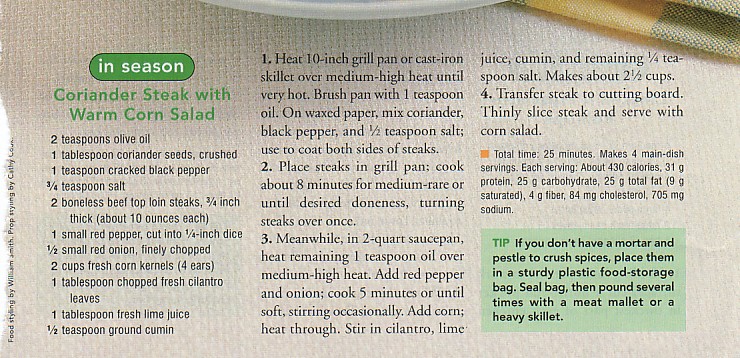 in season
Coriander Steak with
Warm Corn Salad
2 teaspoons olive oil
1 tablespoon coriander seeds, crushed
1 teaspoon cracked black pepper
¾ teaspoon salt
2 boneless beef top loin steaks, ¾ inch
thick (about 10 ounces each)
1 small red pepper, cut into ¼-inch dice
½ small red onion, finely chopped
2 cups fresh corn kernels (4 ears)
1 tablespoon chopped fresh cilantro
leaves
1 tablespoon fresh lime juice
½ teaspoon ground cumin
1. Heat 10-inch grill pan or cast-iron
skillet over medium-high heat until
very hot. Brush pan with 1 teaspoon
oil. On waxed paper, mix coriander,
black pepper, and ½ teaspoon salt;
use to coat both sides of steaks.
2. Place steaks in grill pan; cook
about 8 minutes for medium-rare or
until desired doneness, turning
steaks over once.
3. Meanwhile, in 2-quart saucepan,
heat remaining 1 teaspoon oil over
medium-high heat. Add red pepper
and onion; cook 5 minutes or until
soft, stirring occasionally. Add corn;
heat through. Stir in cilantro, lime
juice, cumin, and remaining ¼ tea-
spoon salt. Makes about 2½ cups.
4. Transfer steak to cutting board.
Thinly slice steak and serve with
corn salad.
Total time: 25 minutes. Makes 4 main-dish
servings. Each serving: About 430 calories, 31 g
protein, 25 g carbohydrate, 25 g total fat (9 g
saturated), 4 g fiber, 84 mg cholesterol, 705 mg
sodium.
TIP If you don't have a mortar and
pestle to crush spices, place them
in a sturdy plastic food-storage
bag. Seal bag, then pound several
times with a meat mallet or a
heavy skillet.
Food styling by William Smith. Prop styling by Cathy